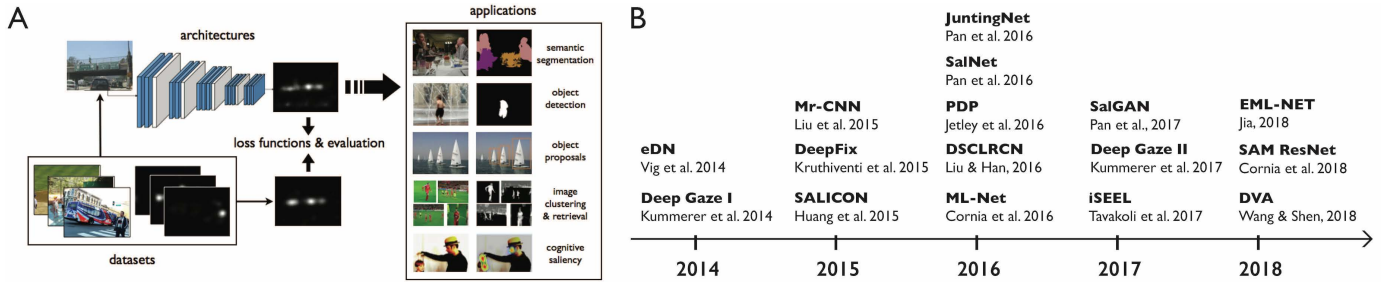 A
architectures
applications
semantic
segmentation
object
detection
object
proposals
image
clustering
& retrieval
cognitive
saliency
loss functions & evaluation
datasets
B
JuntingNet
Pan et al. 2016
SalNet
Pan et al. 2016
Mr-CNN
Liu et al. 2015
PDP
Jetley et al. 2016
SalGAN
Pan et al., 2017
EML-NET
Jia, 2018
eDN
Vig et al. 2014
DeepFix
Kruthiventi et al. 2015
DSCLRCN
Liu & Han, 2016
Deep Gaze II
Kummerer et al. 2017
SAM ResNet
Cornia et al. 2018
Deep Gaze I
Kummerer et al. 2014
SALICON
Huang et al. 2015
ML-Net
Cornia et al. 2016
iSEEL
Tavakoli et al. 2017
DVA
Wang & Shen, 2018
2014
2015
2016
2017
2018